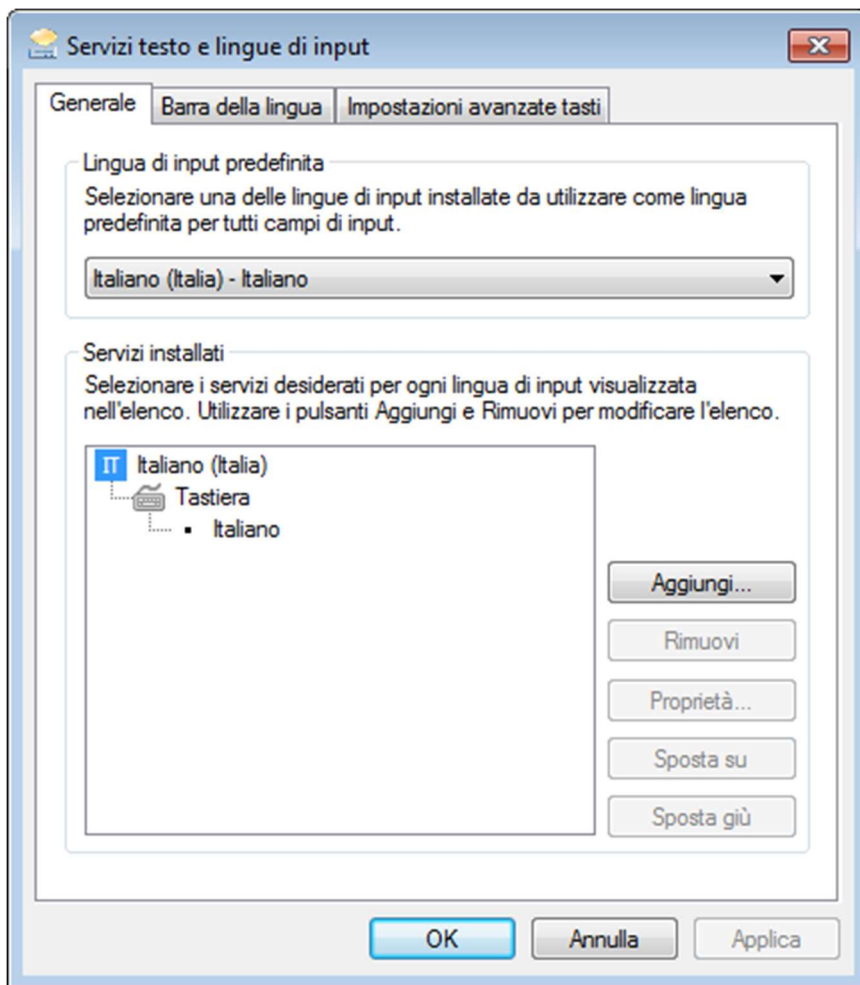 Servizi testo e lingue di input
Generale
Barra della lingua
Impostazioni avanzate tasti
Lingua di input predefinita
Selezionare una delle lingue di input installate da utilizzare come lingua
predefinita per tutti campi di input.
Italiano (Italia) - Italiano
Servizi installati
Selezionare i servizi desiderati per ogni lingua di input visualizzata
nell'elenco. Utilizzare i pulsanti Aggiungi e Rimuovi per modificare l'elenco.
IT Italiano (Italia)
Tastiera
Italiano
Aggiungi...
Rimuovi
Proprietà...
Sposta su
Sposta giù
OK
Annulla
Applica